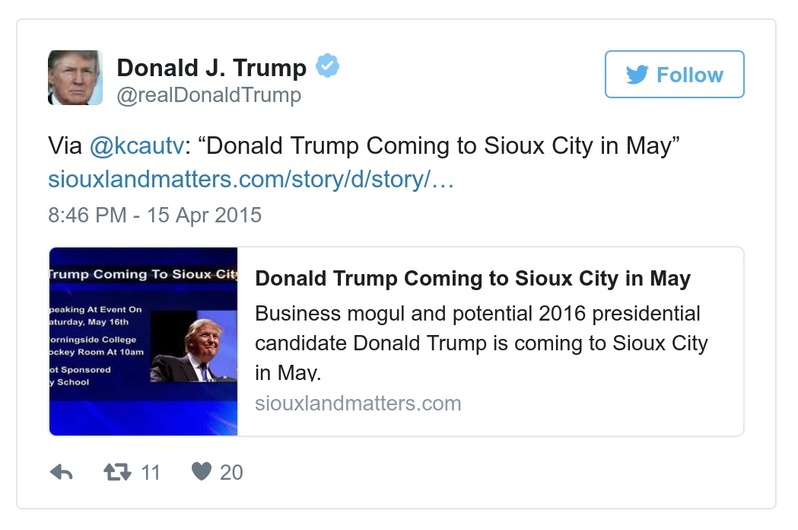 Donald J. Trump
@realDonaldTrump
Follow
Via @kcautv: “Donald Trump Coming to Sioux City in May”
siouxlandmatters.com/story/d/story/…
8:46 PM - 15 Apr 2015
Trump Coming To Sioux City
peaking At Event On
aturday, May 16th
orningside College
ockey Room At 10am
ot Sponsored
y School
Donald Trump Coming to Sioux City in May
Business mogul and potential 2016 presidential
candidate Donald Trump is coming to Sioux City
in May.
siouxlandmatters.com
11
20